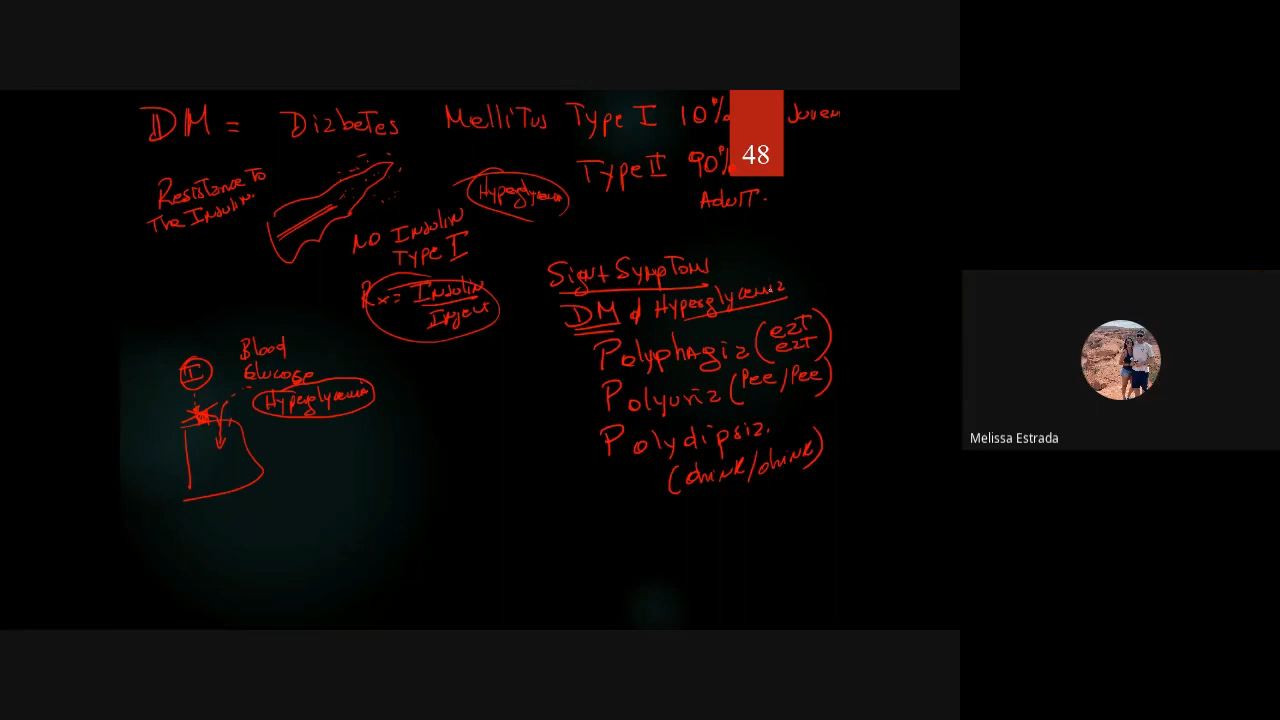 DM = Diabetes Mellitus Type I 10% Juven
Type II 90%
48
Adult.
Resistance To
The Insulin.
Hyperglycemia
No Insulin
Type I
Rx = Insulin
Inject
Sign + Symptoms
DM of Hyperglycemia
Polyphagia (eat
eat)
Polyuria (Pee/Pee)
Polydipsia.
(drink/drink)
I
Blood
Glucose
Hyperglycemia
Melissa Estrada